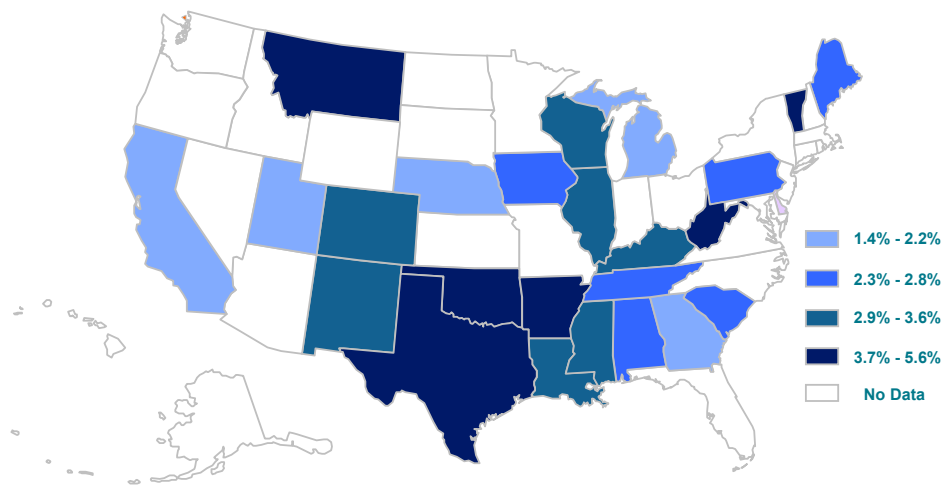 1.4% - 2.2%
2.3% - 2.8%
2.9% - 3.6%
3.7% - 5.6%
No Data